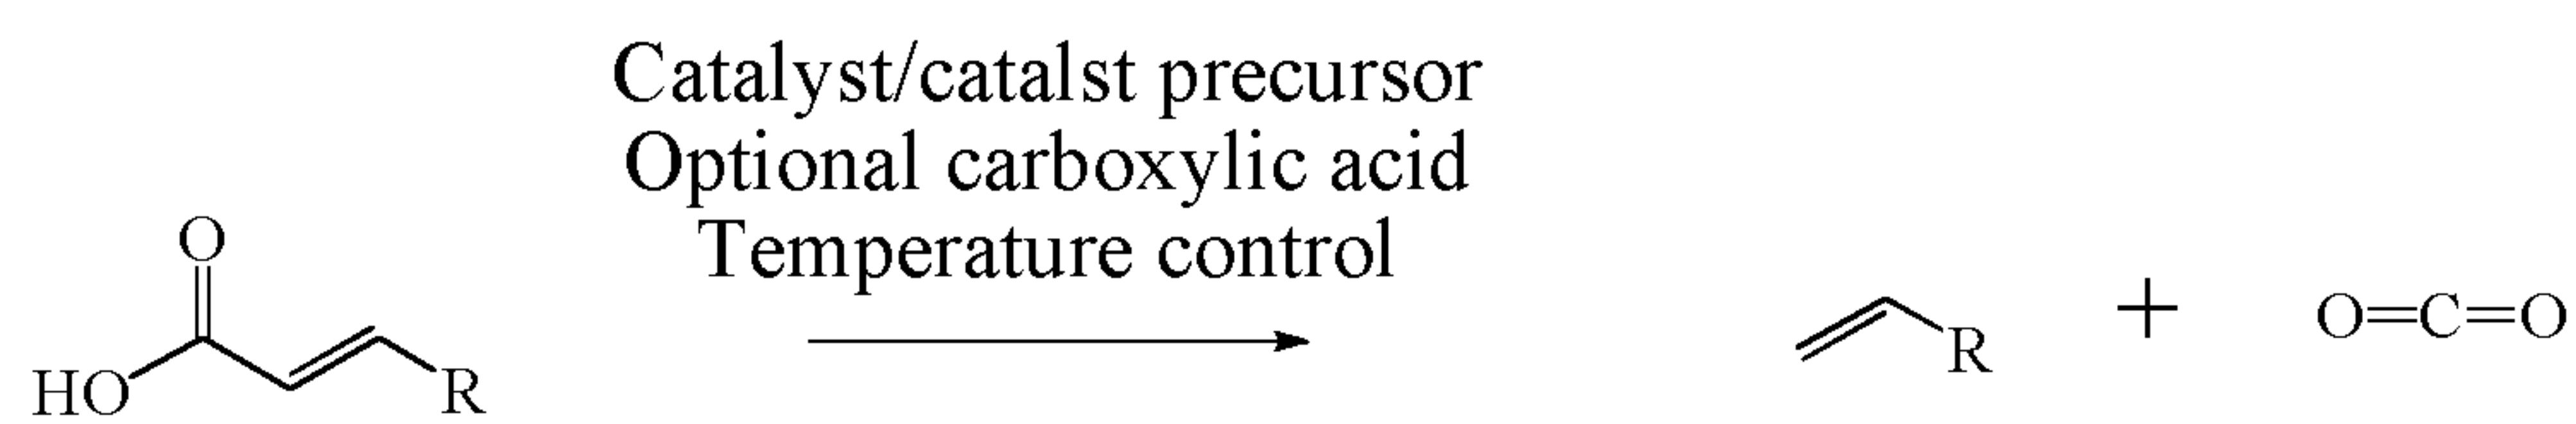 Catalyst/catalst precursor
Optional carboxylic acid
Temperature control
O
HO
R
R
+
O=C=O